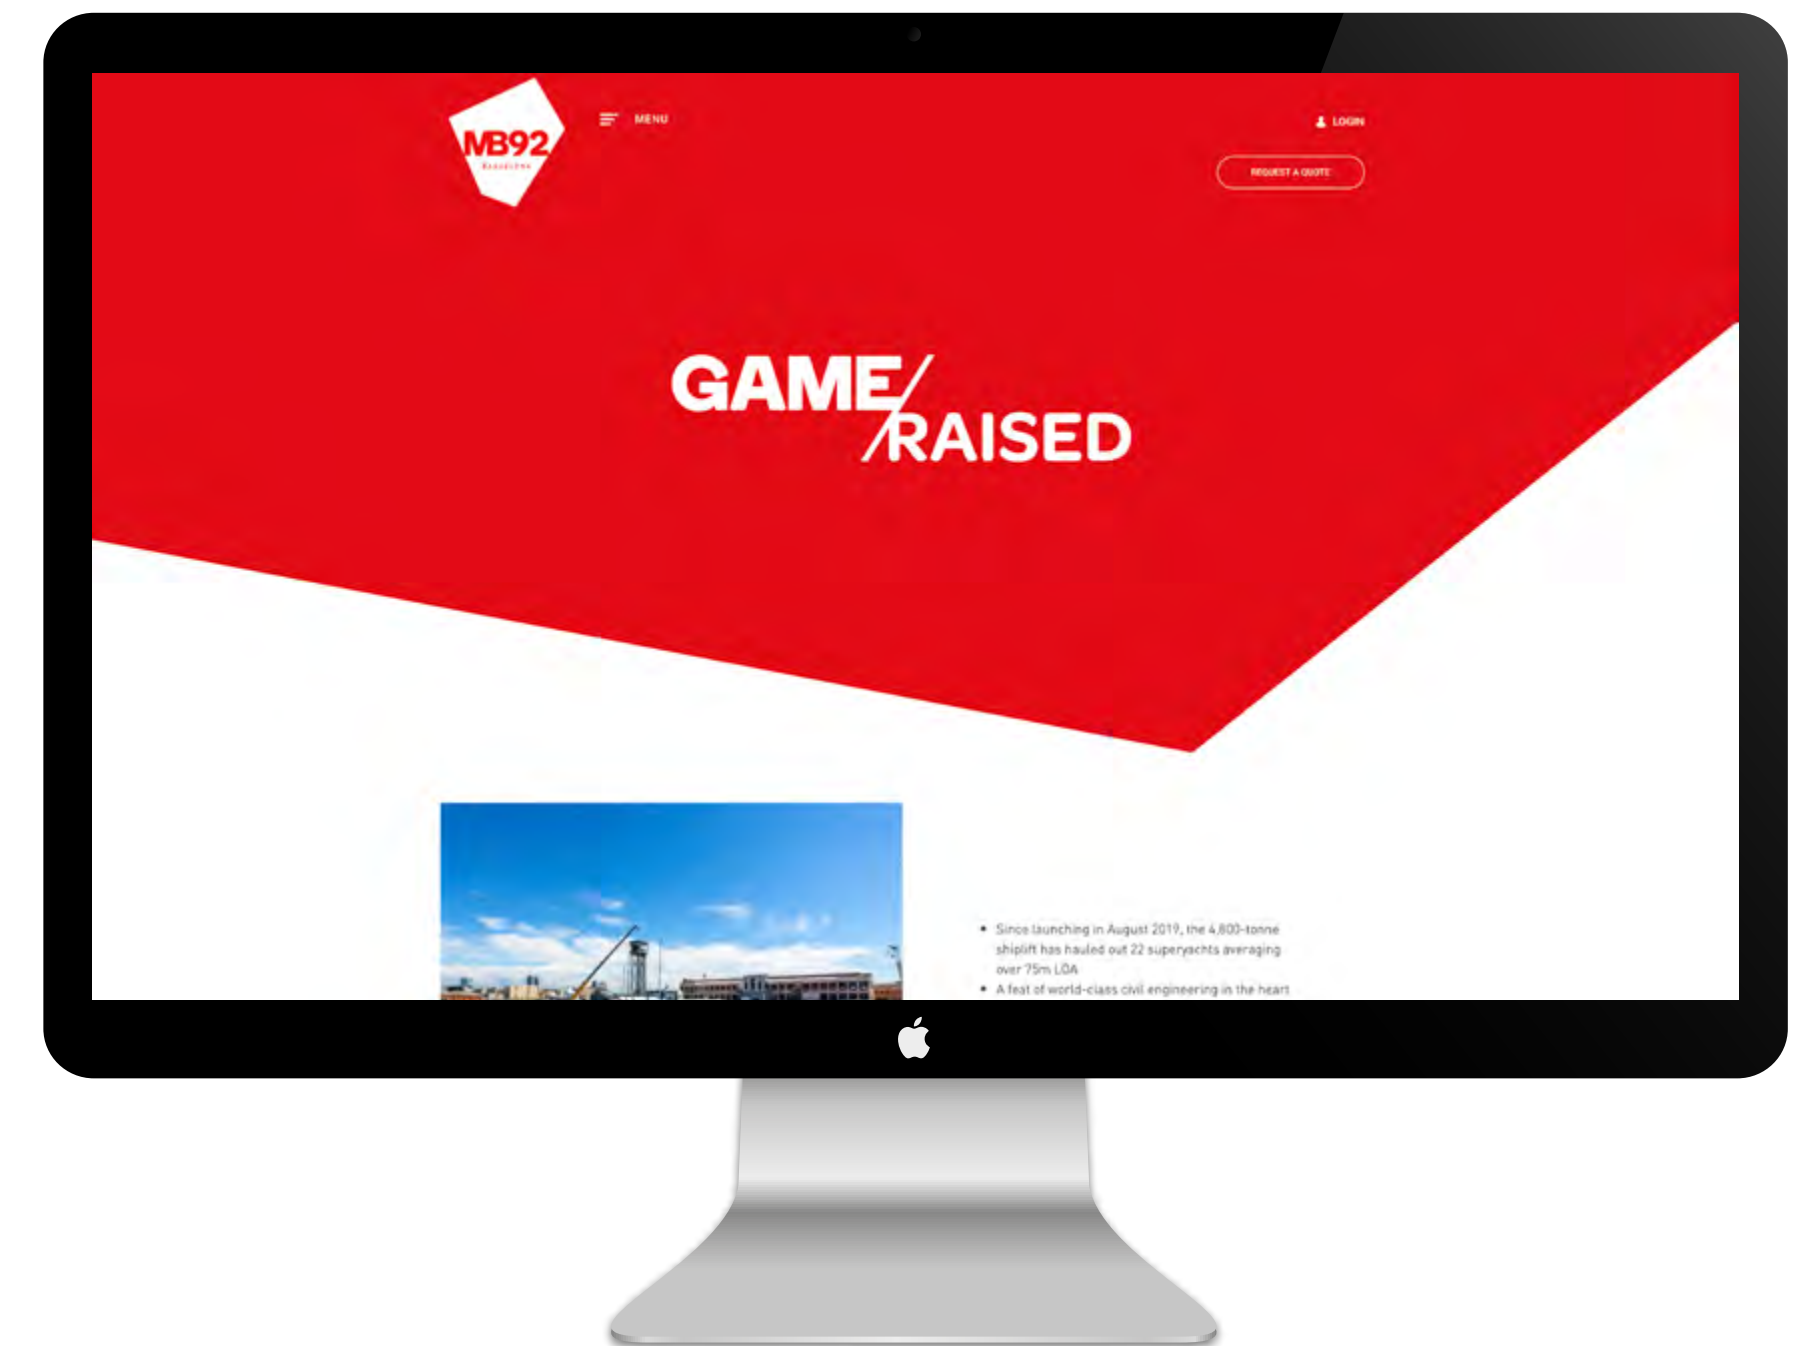 MB92
BARCELONA
MENU
LOGIN
REQUEST A QUOTE
GAME/
/RAISED
• Since launching in August 2019, the 4,800-tonne
shiplift has hauled out 22 superyachts averaging
over 75m LOA
• A feat of world-class civil engineering in the heart